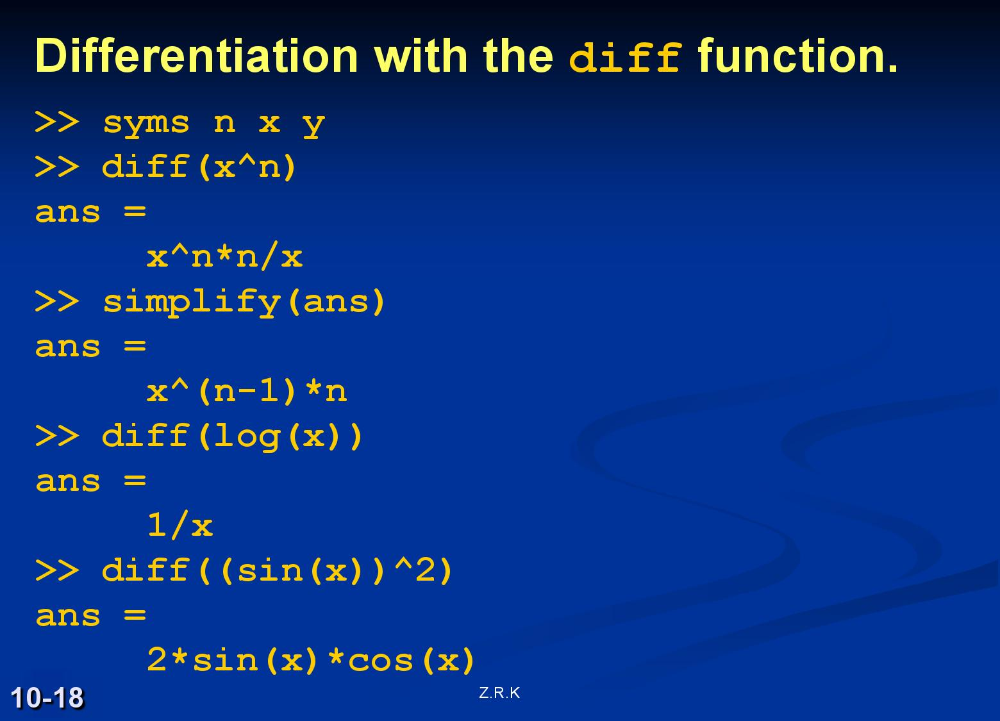 Differentiation with the diff function.
>> syms n x y
>> diff(x^n)
ans =
x^n*n/x
>> simplify(ans)
ans =
x^(n-1)*n
>> diff(log(x))
ans =
1/x
>> diff((sin(x))^2)
ans =
2*sin(x)*cos(x)
10-18
Z.R.K